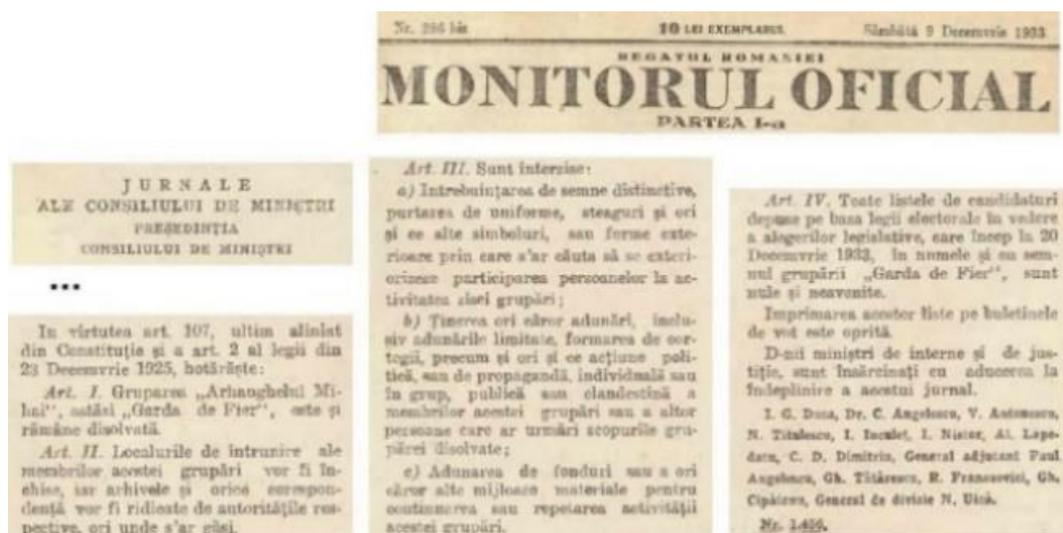 Nr. 286 bis
10 LEI EXEMPLARUL
Sâmbătă 9 Decemvrie 1933
REGATUL ROMANIEI
MONITORUL OFICIAL
PARTEA I-a
JURNALE
ALE CONSILIULUI DE MINIȘTRI
PREȘEDINȚIA
CONSILIULUI DE MINIȘTRI
...
In virtutea art. 107, ultim aliniat
din Constituție și a art. 2 al legii din
23 Decemvrie 1925, hotărăște:
Art. I. Gruparea „Arhanghelul Mi-
hai”, astăzi „Garda de Fier”, este și
rămâne disolvată.
Art. II. Localurile de intrunire ale
membrilor acestei grupări vor fi în-
chise, iar arhivele și orice corespon-
dență vor fi ridicate de autoritățile res-
pective, ori unde s'ar găsi.
Art. III. Sunt interzise:
a) Intrebuințarea de semne distinctive,
purtarea de uniforme, steaguri și ori
și ce alte simboluri, sau forme exte-
rioare prin care s'ar căuta să se exteri-
orizeze participarea persoanelor la ac-
tivitatea zisei grupări;
b) Ținerea ori căror adunări, inclu-
siv adunările limitate, formarea de cor-
tegii, precum și ori și ce acțiune poli-
tică, sau de propagandă, individuală sau
în grup, publică sau clandestină a
membrilor acestei grupări sau a altor
persoane care ar urmări scopurile gru-
părei disolvate;
c) Adunarea de fonduri sau a ori
căror alte mijloace materiale pentru
continuarea sau repetarea activității
acestei grupări.
Art. IV. Toate listele de candidaturi
depuse pe baza legii electorale în vedere
a alegerilor legislative, care încep la 20
Decemvrie 1933, în numele și cu sem-
nul grupării „Garda de Fier”, sunt
nule și neavenite.
Imprimarea acestor liste pe buletinele
de vot este oprită.
D-nii miniștri de interne și de jus-
tiție, sunt însărcinați cu aducerea la
îndeplinire a acestui jurnal.
I. G. Duca, Dr. C. Angelescu, V. Antonescu,
N. Titulescu, I. Inculeț, I. Nistor, Al. Lape-
datu, C. D. Dimitriu, General adjutant Paul
Angelescu, Gh. Tătărescu, R. Franasovici, Gh.
Cipăianu, General de divizie N. Uică.
Nr. 1.456.